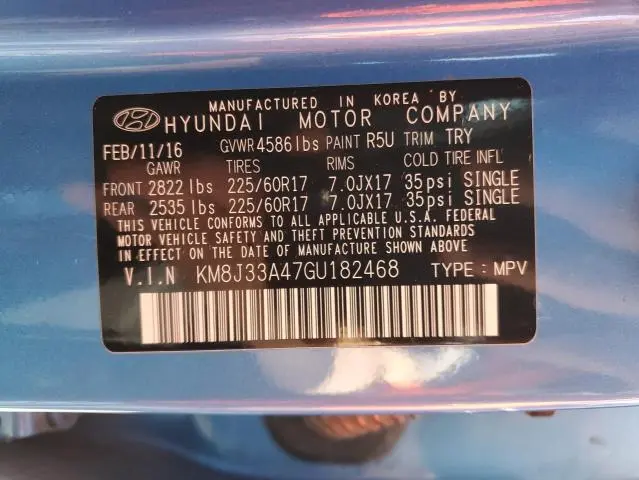 MANUFACTURED IN KOREA BY
HYUNDAI MOTOR COMPANY
FEB/11/16 GVWR 4586 lbs PAINT R5U TRIM TRY
GAWR TIRES RIMS COLD TIRE INFL'
FRONT 2822 lbs 225/60R17 7.0JX17 35psi SINGLE
REAR 2535 lbs 225/60R17 7.0JX17 35psi SINGLE
THIS VEHICLE CONFORMS TO ALL APPLICABLE U.S.A. FEDERAL
MOTOR VEHICLE SAFETY AND THEFT PREVENTION STANDARDS
IN EFFECT ON THE DATE OF MANUFACTURE SHOWN ABOVE.
V.I.N KM8J33A47GU182468 TYPE : MPV